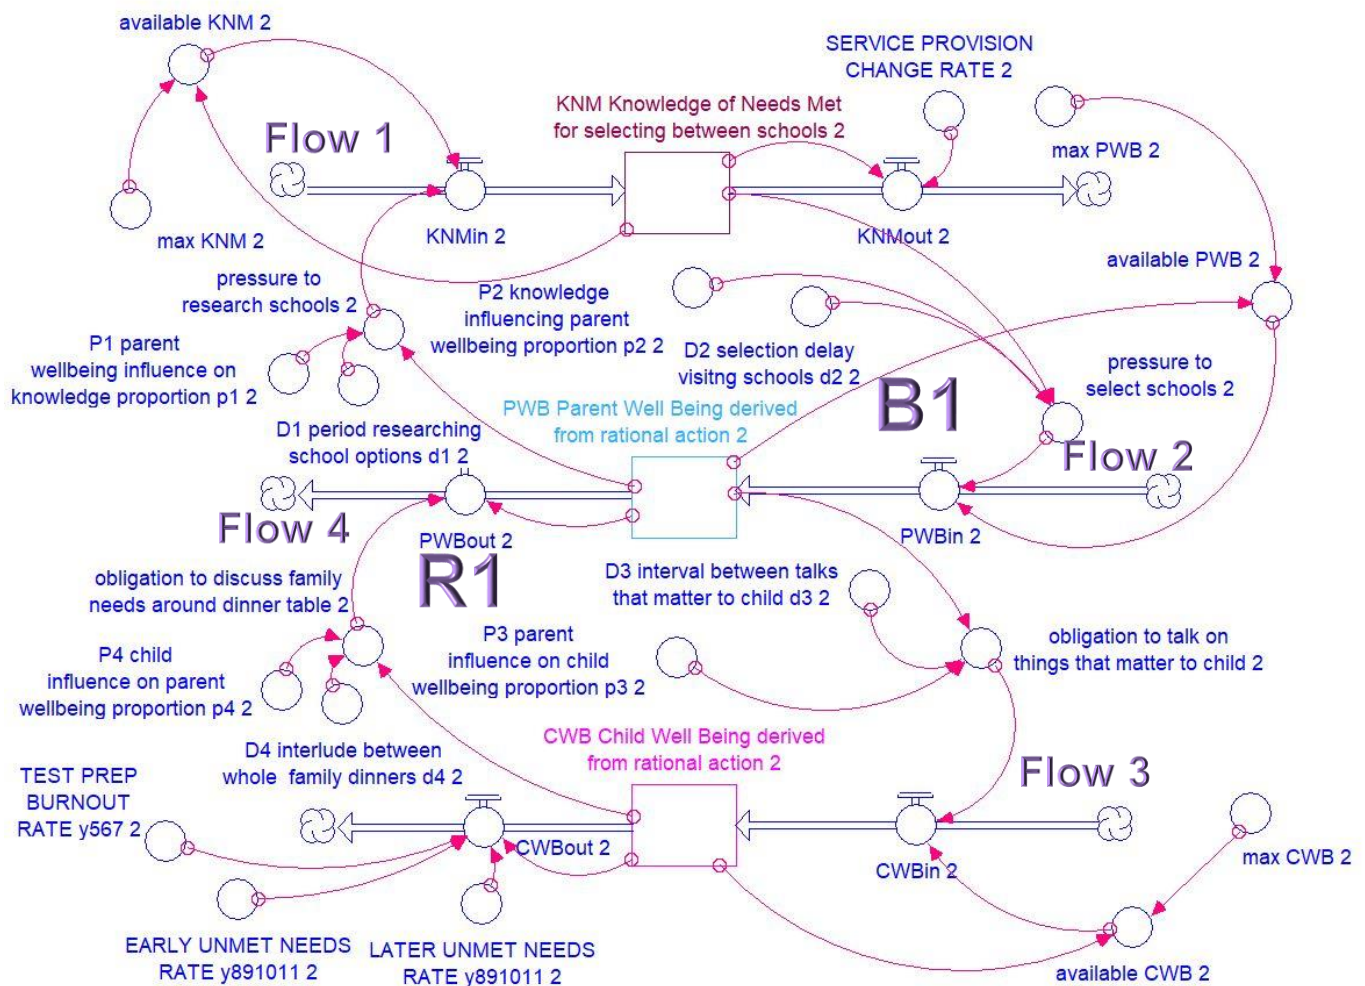 available KNM 2
SERVICE PROVISION
CHANGE RATE 2
KNM Knowledge of Needs Met
for selecting between schools 2
Flow 1
max PWB 2
max KNM 2
KNMin 2
KNMout 2
available PWB 2
pressure to
research schools 2
P2 knowledge
influencing parent
wellbeing proportion p2 2
P1 parent
wellbeing influence on
knowledge proportion p1 2
D2 selection delay
visitng schools d2 2
pressure to
select schools 2
B1
PWB Parent Well Being derived
from rational action 2
D1 period researching
school options d1 2
Flow 2
Flow 4
PWBout 2
PWBin 2
R1
obligation to discuss family
needs around dinner table 2
D3 interval between talks
that matter to child d3 2
P3 parent
influence on child
wellbeing proportion p3 2
obligation to talk on
things that matter to child 2
P4 child
influence on parent
wellbeing proportion p4 2
CWB Child Well Being derived
from rational action 2
D4 interlude between
whole family dinners d4 2
Flow 3
TEST PREP
BURNOUT
RATE y567 2
CWBout 2
CWBin 2
max CWB 2
EARLY UNMET NEEDS
RATE y891011 2
LATER UNMET NEEDS
RATE y891011 2
available CWB 2